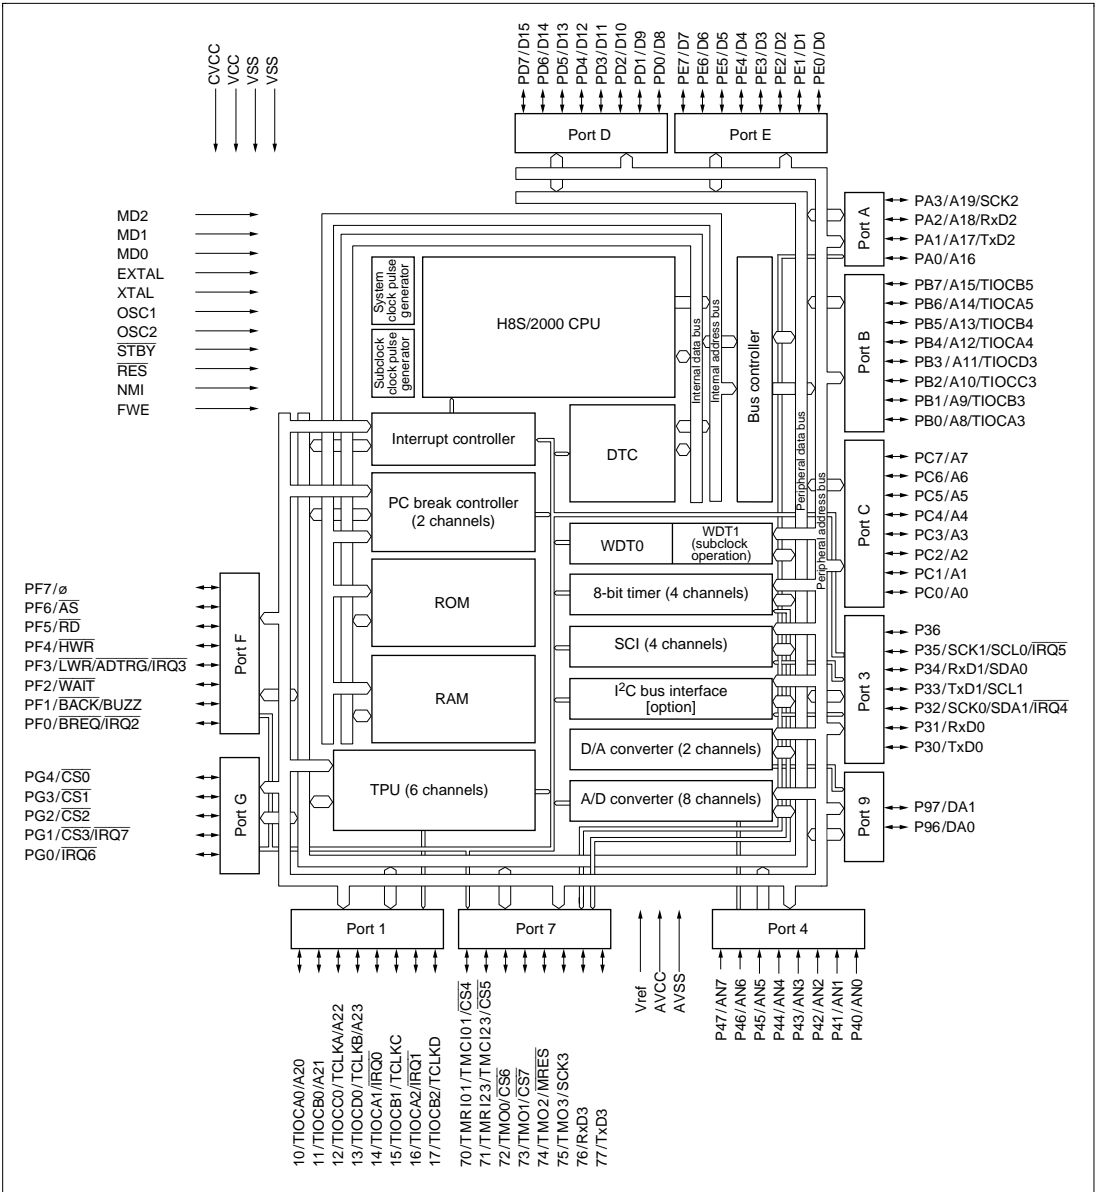 CVCC
VCC
VSS
VSS
PD7/D15
PD6/D14
PD5/D13
PD4/D12
PD3/D11
PD2/D10
PD1/D9
PD0/D8
PE7/D7
PE6/D6
PE5/D5
PE4/D4
PE3/D3
PE2/D2
PE1/D1
PE0/D0
Port D
Port E
MD2
MD1
MD0
EXTAL
XTAL
OSC1
OSC2
STBY
RES
NMI
FWE
System clock pulse generator
Subclock clock pulse generator
H8S/2000 CPU
Internal data bus
Internal address bus
Bus controller
Peripheral data bus
Peripheral address bus
Port A
PA3/A19/SCK2
PA2/A18/RxD2
PA1/A17/TxD2
PA0/A16
Port B
PB7/A15/TIOCB5
PB6/A14/TIOCA5
PB5/A13/TIOCB4
PB4/A12/TIOCA4
PB3/A11/TIOCD3
PB2/A10/TIOCC3
PB1/A9/TIOCB3
PB0/A8/TIOCA3
Interrupt controller
DTC
PC break controller
(2 channels)
WDT0
WDT1
(subclock
operation)
Port C
PC7/A7
PC6/A6
PC5/A5
PC4/A4
PC3/A3
PC2/A2
PC1/A1
PC0/A0
ROM
8-bit timer (4 channels)
SCI (4 channels)
RAM
I²C bus interface
[option]
D/A converter (2 channels)
TPU (6 channels)
A/D converter (8 channels)
PF7/ø
PF6/AS
PF5/RD
PF4/HWR
PF3/LWR/ADTRG/IRQ3
PF2/WAIT
PF1/BACK/BUZZ
PF0/BREQ/IRQ2
Port F
PG4/CS0
PG3/CS1
PG2/CS2
PG1/CS3/IRQ7
PG0/IRQ6
Port G
Port 3
P36
P35/SCK1/SCL0/IRQ5
P34/RxD1/SDA0
P33/TxD1/SCL1
P32/SCK0/SDA1/IRQ4
P31/RxD0
P30/TxD0
Port 9
P97/DA1
P96/DA0
Port 1
Port 7
Port 4
10/TIOCA0/A20
11/TIOCB0/A21
12/TIOCC0/TCLKA/A22
13/TIOCD0/TCLKB/A23
14/TIOCA1/IRQ0
15/TIOCB1/TCLKC
16/TIOCA2/IRQ1
17/TIOCB2/TCLKD
70/TMRI01/TMCI01/CS4
71/TMRI23/TMCI23/CS5
72/TMO0/CS6
73/TMO1/CS7
74/TMO2/MRES
75/TMO3/SCK3
76/RxD3
77/TxD3
Vref
AVCC
AVSS
P47/AN7
P46/AN6
P45/AN5
P44/AN4
P43/AN3
P42/AN2
P41/AN1
P40/AN0